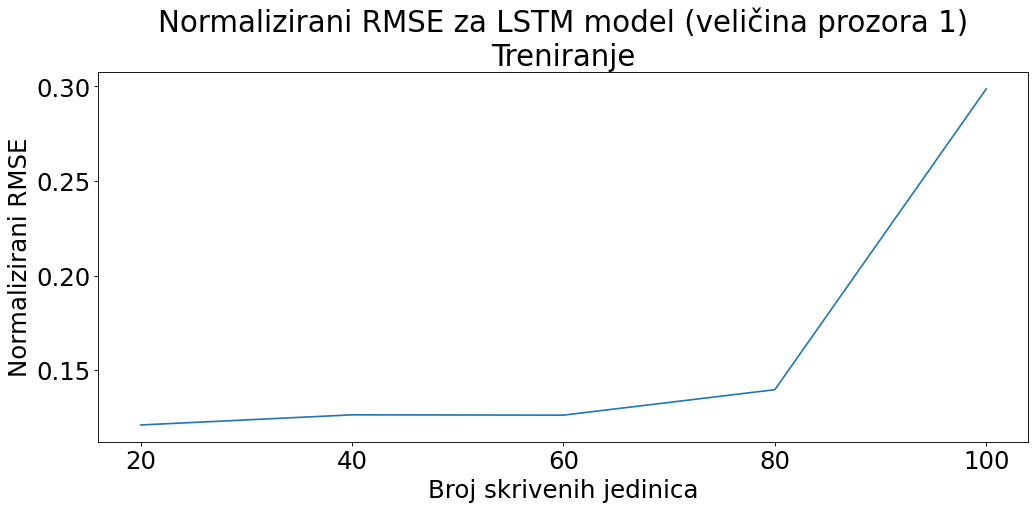 Normalizirani RMSE za LSTM model (veličina prozora 1)
Treniranje
Normalizirani RMSE
0.30
0.25
0.20
0.15
20 40 60 80 100
Broj skrivenih jedinica